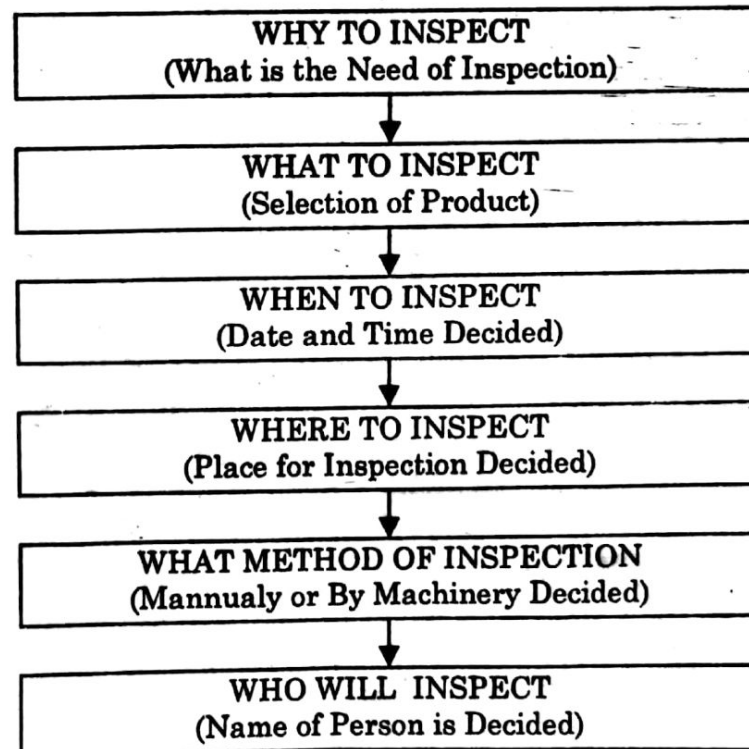 WHY TO INSPECT
(What is the Need of Inspection)
WHAT TO INSPECT
(Selection of Product)
WHEN TO INSPECT
(Date and Time Decided)
WHERE TO INSPECT
(Place for Inspection Decided)
WHAT METHOD OF INSPECTION
(Mannualy or By Machinery Decided)
WHO WILL INSPECT
(Name of Person is Decided)